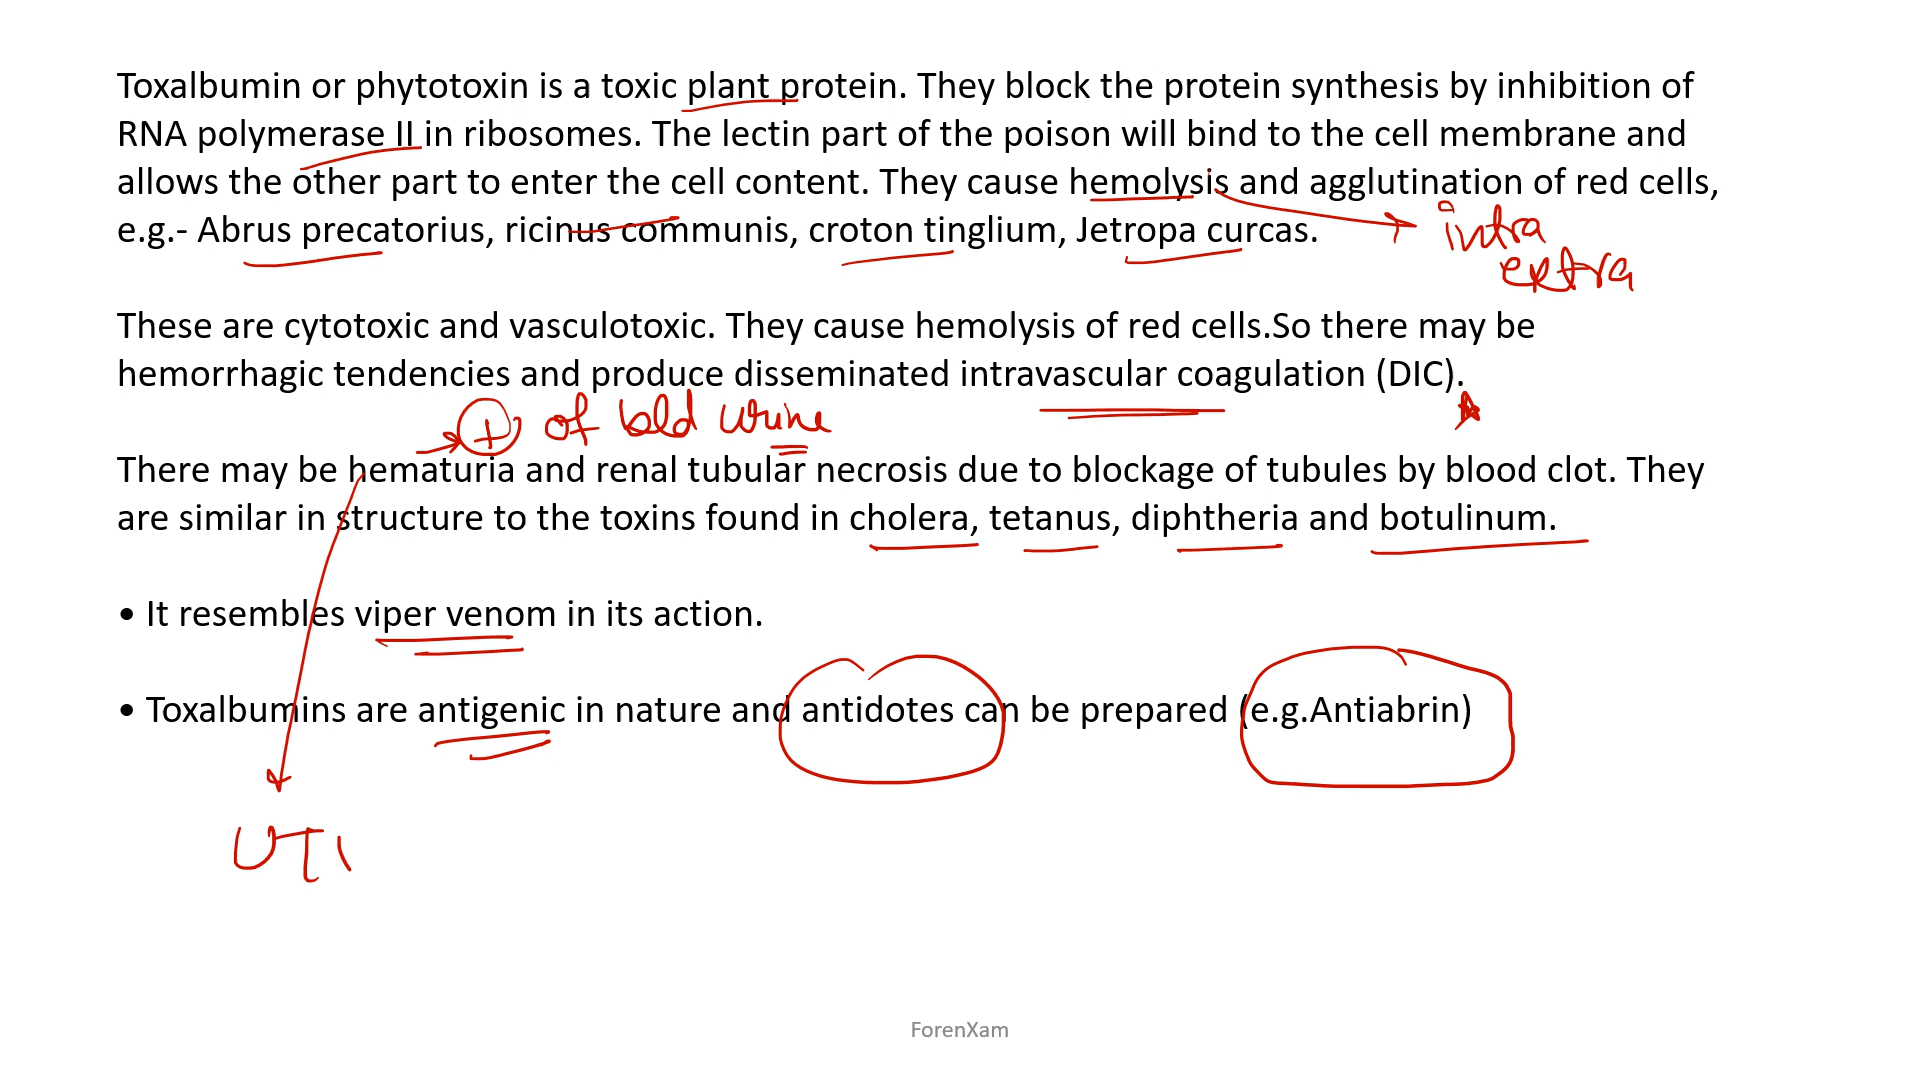 Toxalbumin or phytotoxin is a toxic plant protein. They block the protein synthesis by inhibition of
RNA polymerase II in ribosomes. The lectin part of the poison will bind to the cell membrane and
allows the other part to enter the cell content. They cause hemolysis and agglutination of red cells,
e.g.- Abrus precatorius, ricinus communis, croton tinglium, Jetropa curcas.
intra
extra
These are cytotoxic and vasculotoxic. They cause hemolysis of red cells.So there may be
hemorrhagic tendencies and produce disseminated intravascular coagulation (DIC).
+ of bld urine
There may be hematuria and renal tubular necrosis due to blockage of tubules by blood clot. They
are similar in structure to the toxins found in cholera, tetanus, diphtheria and botulinum.
• It resembles viper venom in its action.
• Toxalbumins are antigenic in nature and antidotes can be prepared (e.g.Antiabrin)
UTI
ForenXam